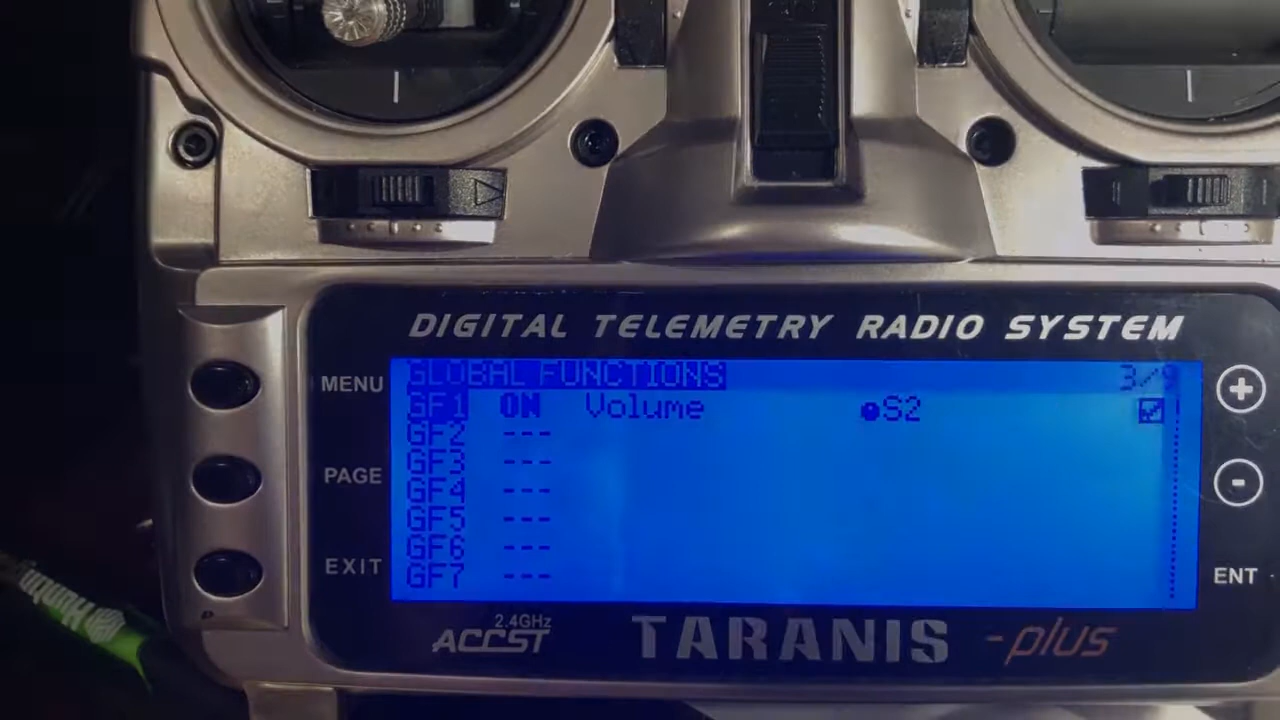 DIGITAL TELEMETRY RADIO SYSTEM
MENU
PAGE
EXIT
GLOBAL FUNCTIONS 3/9
GF1 ON Volume S2
GF2 ---
GF3 ---
GF4 ---
GF5 ---
GF6 ---
GF7 ---
+
-
ENT
2.4GHz
ACCST
TARANIS -plus